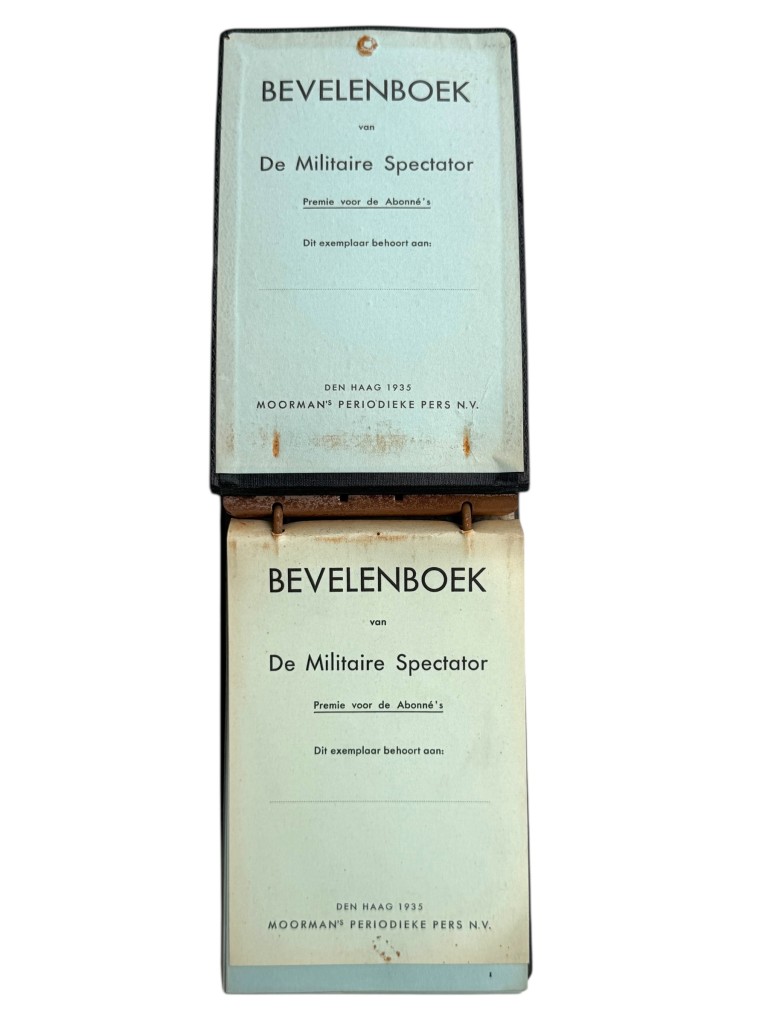 BEVELENBOEK
van
De Militaire Spectator
Premie voor de Abonné's
Dit exemplaar behoort aan:
DEN HAAG 1935
MOORMAN'S PERIODIEKE PERS N.V.
BEVELENBOEK
van
De Militaire Spectator
Premie voor de Abonné's
Dit exemplaar behoort aan:
DEN HAAG 1935
MOORMAN'S PERIODIEKE PERS N.V.